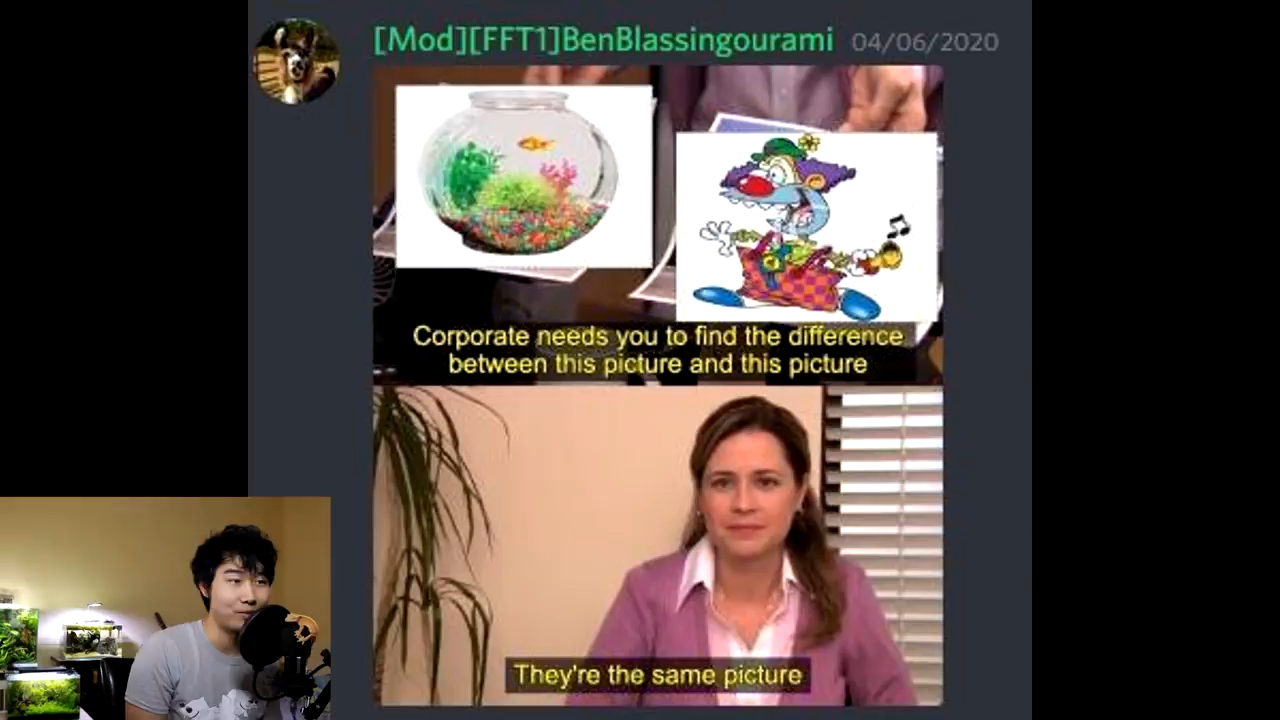 [Mod][FFT1]BenBlassingourami 04/06/2020
Corporate needs you to find the difference
between this picture and this picture
They're the same picture